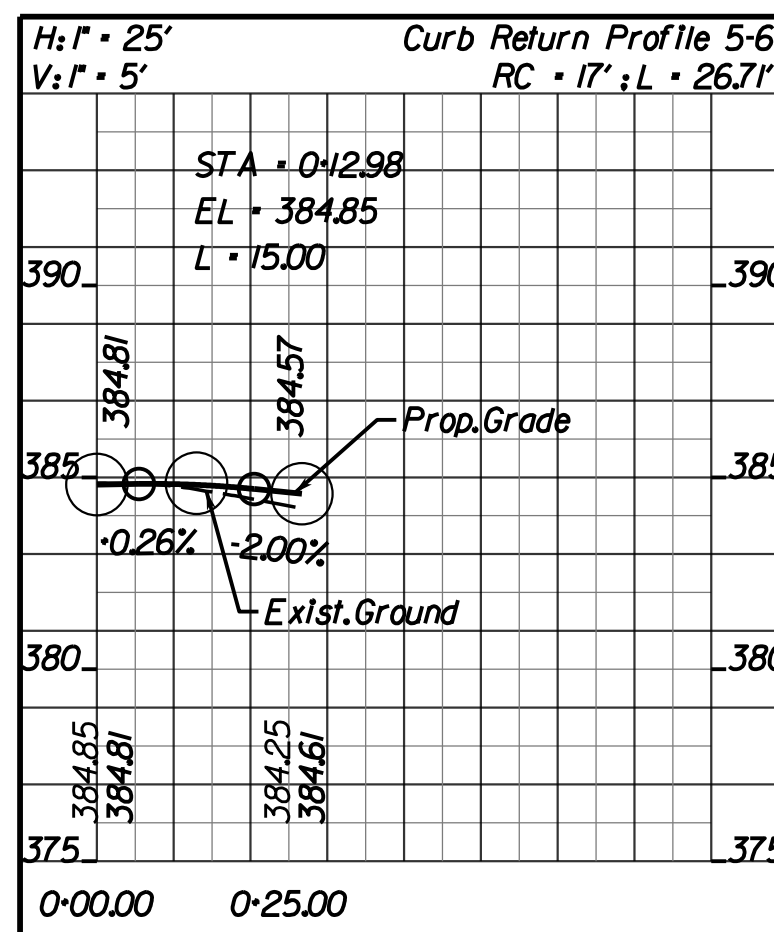 H: 1" = 25' Curb Return Profile 5-6
V: 1" = 5' RC = 17' ; L = 26.71'
STA = 0+12.98
EL = 384.85
L = 15.00
390 390
384.81 384.57
Prop. Grade
385 385
+0.26% -2.00%
Exist. Ground
380 380
384.85 384.25
384.81 384.61
375 375
0+00.00 0+25.00